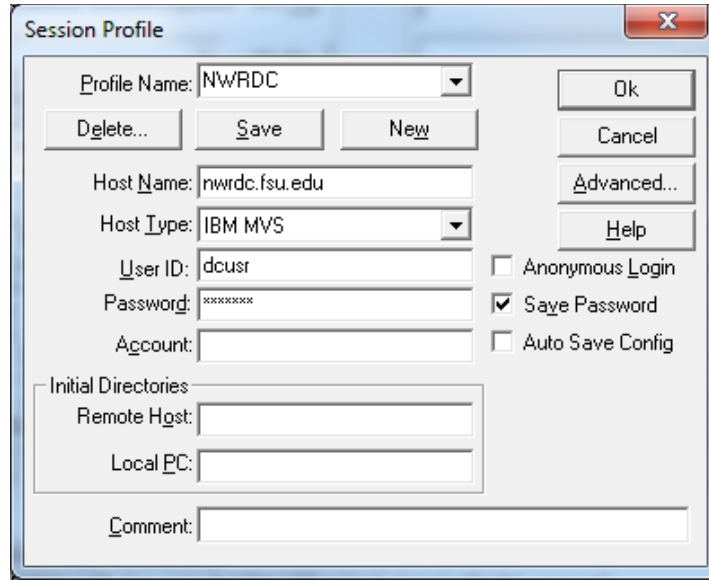 Session Profile
Profile Name: NWRDC
Ok
Delete... Save New
Cancel
Host Name: nwrdc.fsu.edu
Advanced...
Host Type: IBM MVS
Help
User ID: dcusr
Anonymous Login
Password: *******
Save Password
Account:
Auto Save Config
Initial Directories
Remote Host:
Local PC:
Comment: